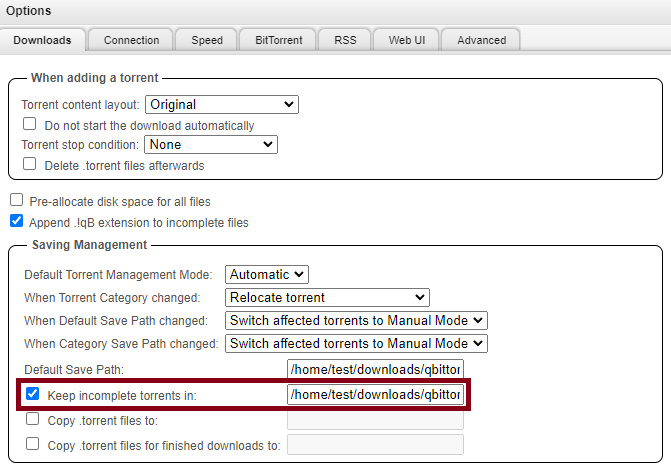 Options
Downloads Connection Speed BitTorrent RSS Web UI Advanced
When adding a torrent
Torrent content layout: Original
Do not start the download automatically
Torrent stop condition: None
Delete .torrent files afterwards
Pre-allocate disk space for all files
Append .!qB extension to incomplete files
Saving Management
Default Torrent Management Mode: Automatic
When Torrent Category changed: Relocate torrent
When Default Save Path changed: Switch affected torrents to Manual Mode
When Category Save Path changed: Switch affected torrents to Manual Mode
Default Save Path: /home/test/downloads/qbittor
Keep incomplete torrents in: /home/test/downloads/qbittor
Copy .torrent files to:
Copy .torrent files for finished downloads to: